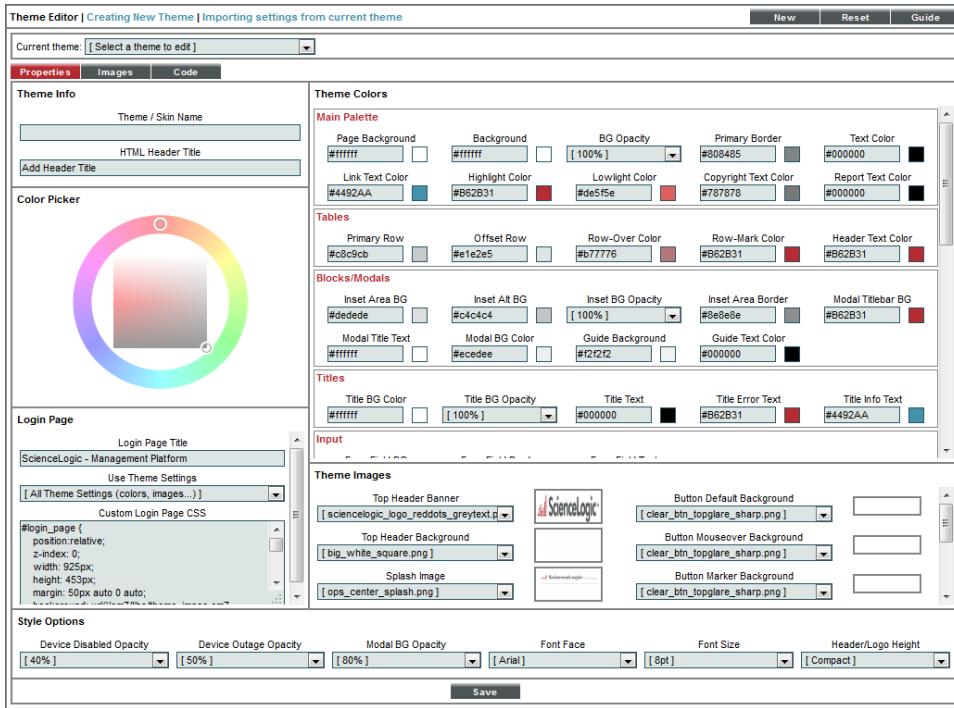 Theme Editor | Creating New Theme | Importing settings from current theme
New Reset Guide
Current theme: [ Select a theme to edit ]
Properties Images Code
Theme Info
Theme / Skin Name
HTML Header Title
Add Header Title
Color Picker
Login Page
Login Page Title
ScienceLogic - Management Platform
Use Theme Settings
[ All Theme Settings (colors, images...) ]
Custom Login Page CSS
#login_page {
position:relative;
z-index: 0;
width: 925px;
height: 453px;
margin: 50px auto 0 auto;
Theme Colors
Main Palette
Page Background Background BG Opacity Primary Border Text Color
#ffffff #ffffff [ 100% ] #808485 #000000
Link Text Color Highlight Color Lowlight Color Copyright Text Color Report Text Color
#4492AA #B62B31 #de5f5e #787878 #000000
Tables
Primary Row Offset Row Row-Over Color Row-Mark Color Header Text Color
#c8c9cb #e1e2e5 #b77776 #B62B31 #B62B31
Blocks/Modals
Inset Area BG Inset Alt BG Inset BG Opacity Inset Area Border Modal Titlebar BG
#dedede #c4c4c4 [ 100% ] #8e8e8e #B62B31
Modal Title Text Modal BG Color Guide Background Guide Text Color
#ffffff #ecedee #f2f2f2 #000000
Titles
Title BG Color Title BG Opacity Title Text Title Error Text Title Info Text
#ffffff [ 100% ] #000000 #B62B31 #4492AA
Input
Theme Images
Top Header Banner
[ sciencelogic_logo_reddots_greytext.p
ScienceLogic
Top Header Background
[ big_white_square.png ]
Splash Image
[ ops_center_splash.png ]
ScienceLogic
Button Default Background
[ clear_btn_topglare_sharp.png ]
Button Mouseover Background
[ clear_btn_topglare_sharp.png ]
Button Marker Background
[ clear_btn_topglare_sharp.png ]
Style Options
Device Disabled Opacity Device Outage Opacity Modal BG Opacity Font Face Font Size Header/Logo Height
[ 40% ] [ 50% ] [ 80% ] [ Arial ] [ 8pt ] [ Compact ]
Save